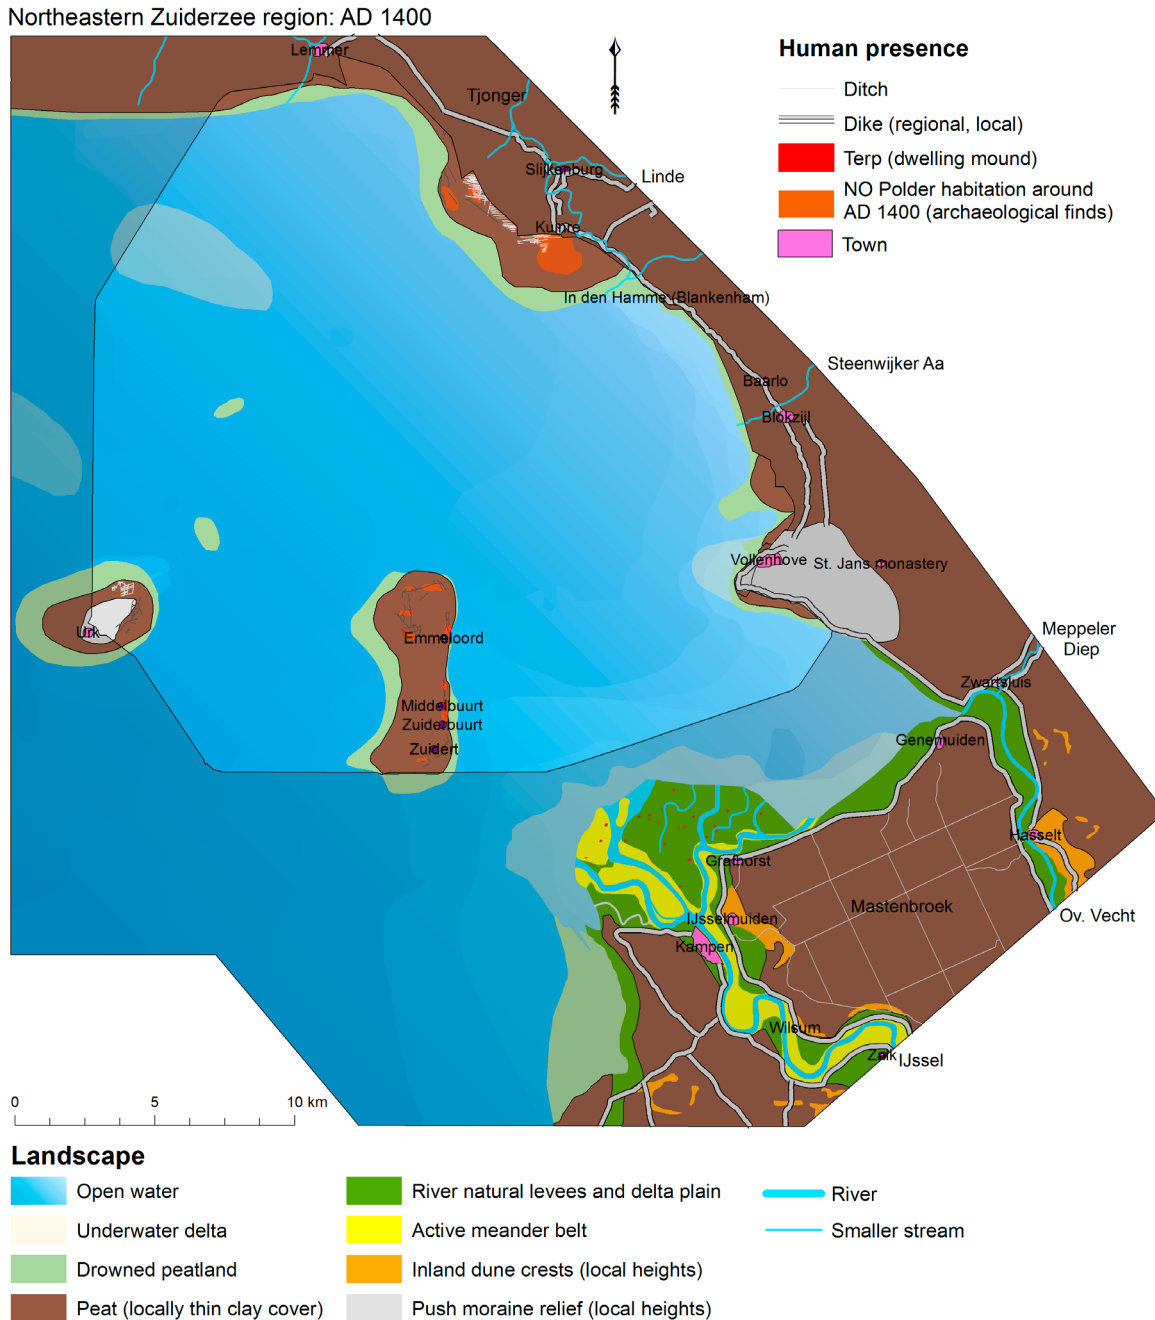 Northeastern Zuiderzee region: AD 1400
Human presence
Ditch
Dike (regional, local)
Terp (dwelling mound)
NO Polder habitation around
AD 1400 (archaeological finds)
Town
Lemmer
Tjonger
Slijkenburg
Linde
Kuinre
In den Hamme (Blankenham)
Steenwijker Aa
Baarlo
Blokzijl
Vollenhove
St. Jans monastery
Urk
Emmeloord
Meppeler
Diep
Zwartsluis
Middelbuurt
Zuiderbuurt
Zuidert
Genemuiden
Hasselt
Grafhorst
Mastenbroek
Ov. Vecht
IJsselmuiden
Kampen
Wilsum
Zalk
IJssel
0 5 10 km
Landscape
Open water
Underwater delta
Drowned peatland
Peat (locally thin clay cover)
River natural levees and delta plain
Active meander belt
Inland dune crests (local heights)
Push moraine relief (local heights)
River
Smaller stream